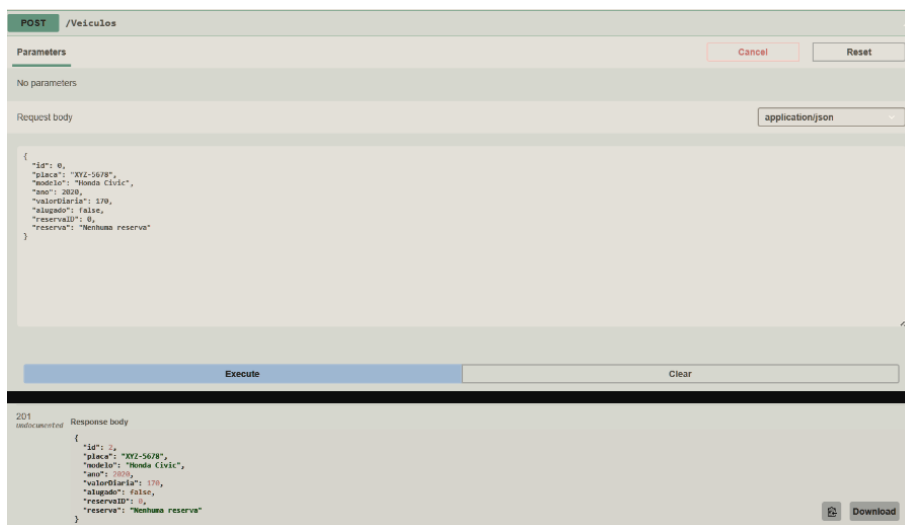 POST /Veiculos
Parameters Cancel Reset
No parameters
Request body application/json
{
"id": 0,
"placa": "XYZ-5678",
"modelo": "Honda Civic",
"ano": 2020,
"valorDiaria": 170,
"alugado": false,
"reservaID": 0,
"reserva": "Nenhuma reserva"
}
Execute Clear
201
undocumented Response body
{
"id": 2,
"placa": "XYZ-5678",
"modelo": "Honda Civic",
"ano": 2020,
"valorDiaria": 170,
"alugado": false,
"reservaID": 0,
"reserva": "Nenhuma reserva"
}
Download